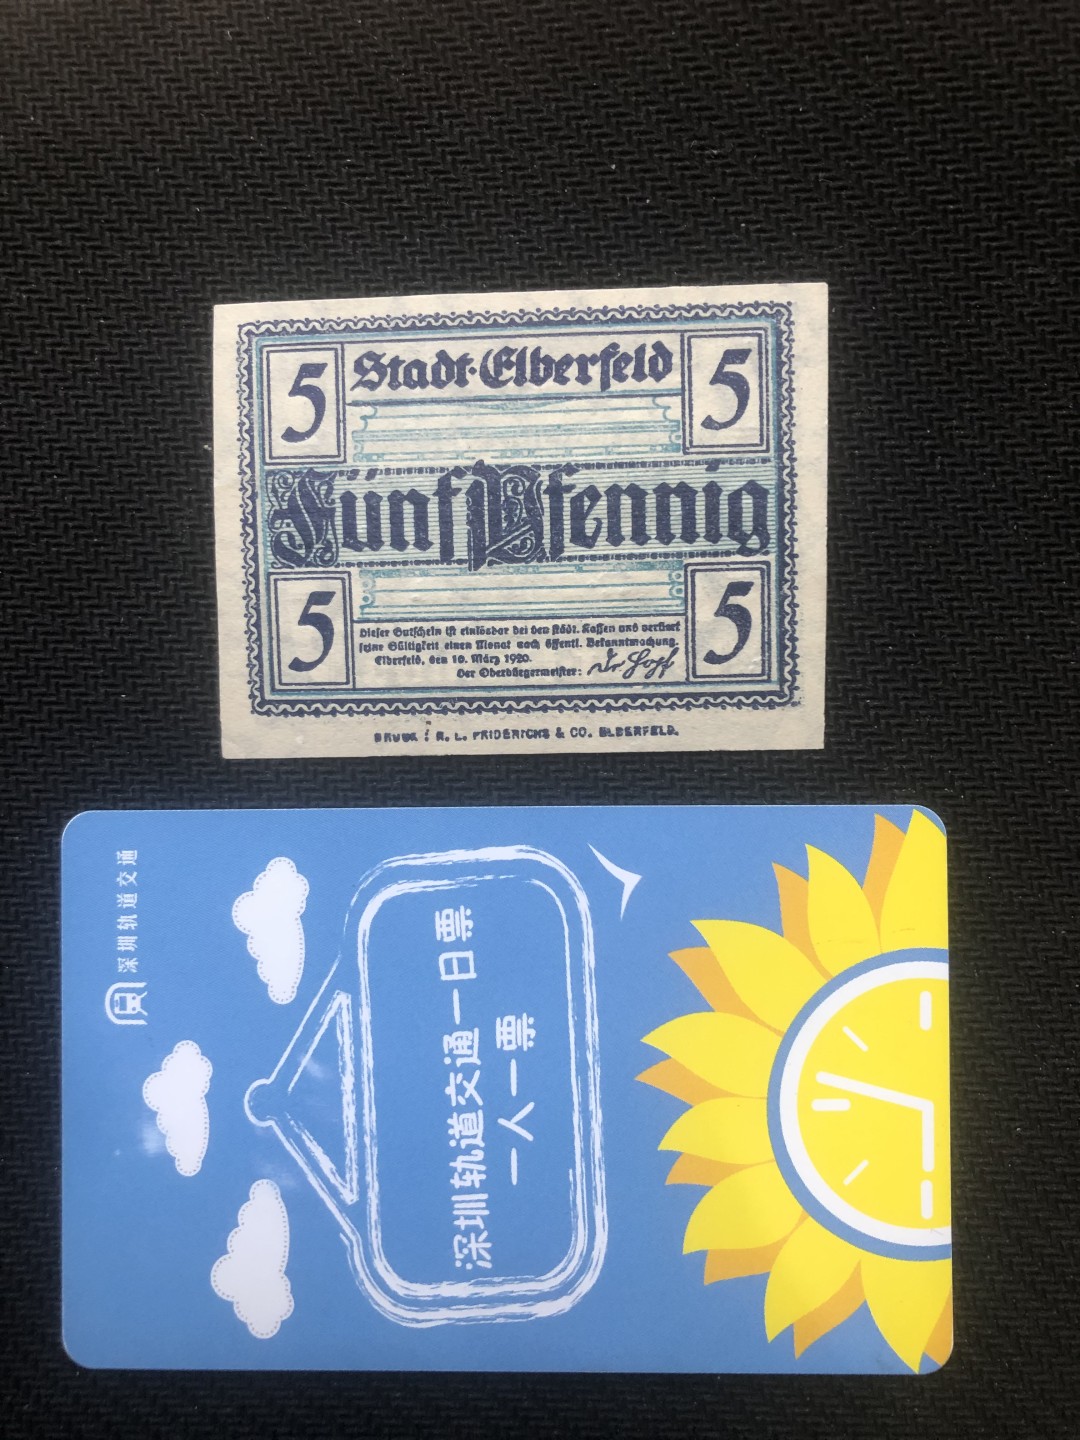 5 Stadt·Elberfeld 5
Fünf Pfennig
5 5
Dieser Gutschein ist einlösbar bei den städt. Kassen und verliert
seine Gültigkeit einen Monat nach öffentl. Bekanntmachung.
Elberfeld, den 10. März 1920.
Der Oberbürgermeister:
DRUCK : R. L. FRIDERICHS & CO. ELBERFELD.
深圳轨道交通
深圳轨道交通一日票
一人一票